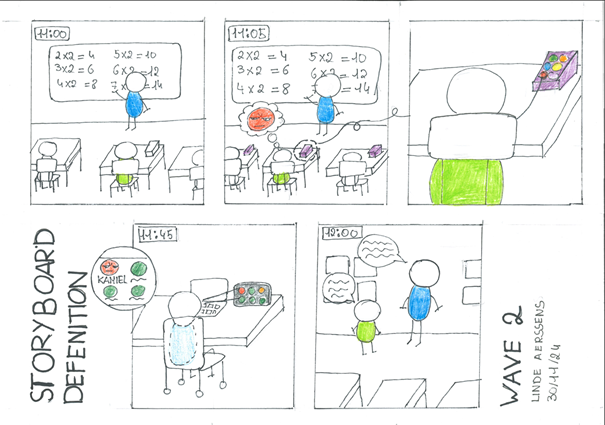 11:00
2x2=4 5x2=10
3x2=6 6x2=12
4x2=8 7x =14
11:05
2x2=4 5x2=10
3x2=6 6x2=12
4x2=8 =14
11:45
KAMIEL
12:00
STORYBOARD
DEFENITION
WAVE 2
LINDE AERSSENS
30/11/24